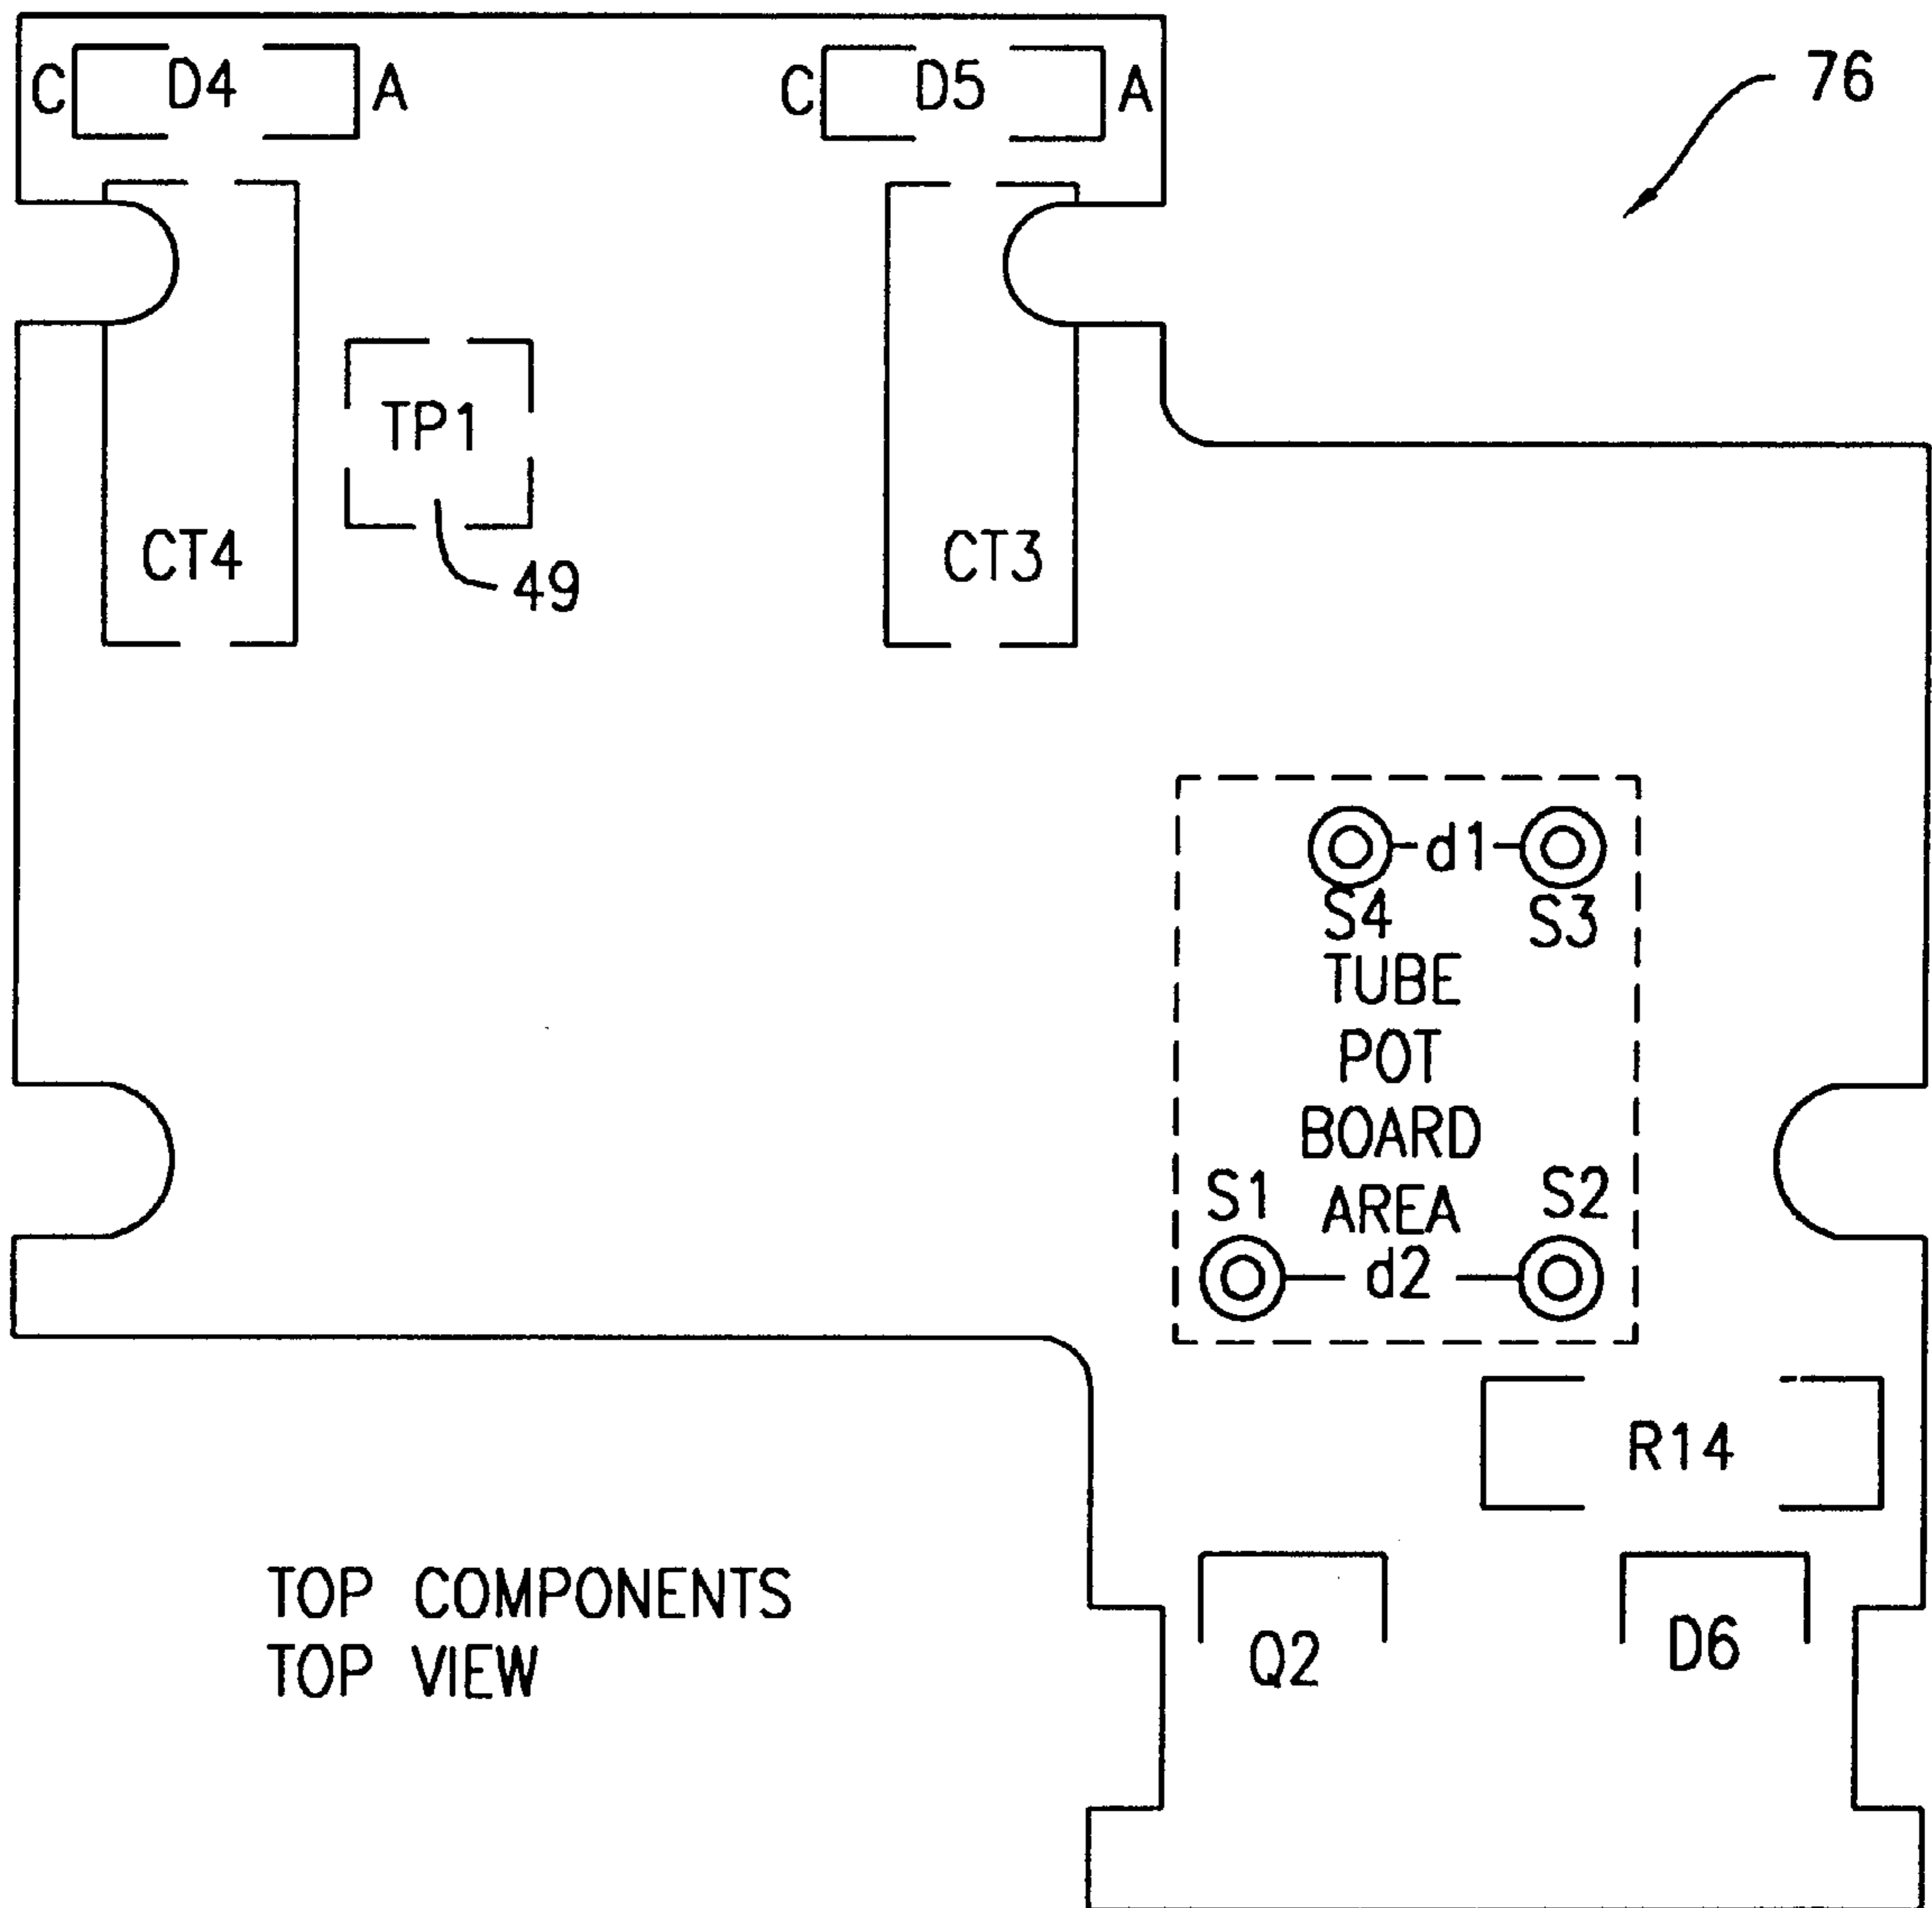 C D4 A
C D5 A
76
TP1
49
CT4
CT3
d1
S4 S3
TUBE
POT
BOARD
AREA
S1 S2
d2
R14
Q2
D6
TOP COMPONENTS
TOP VIEW